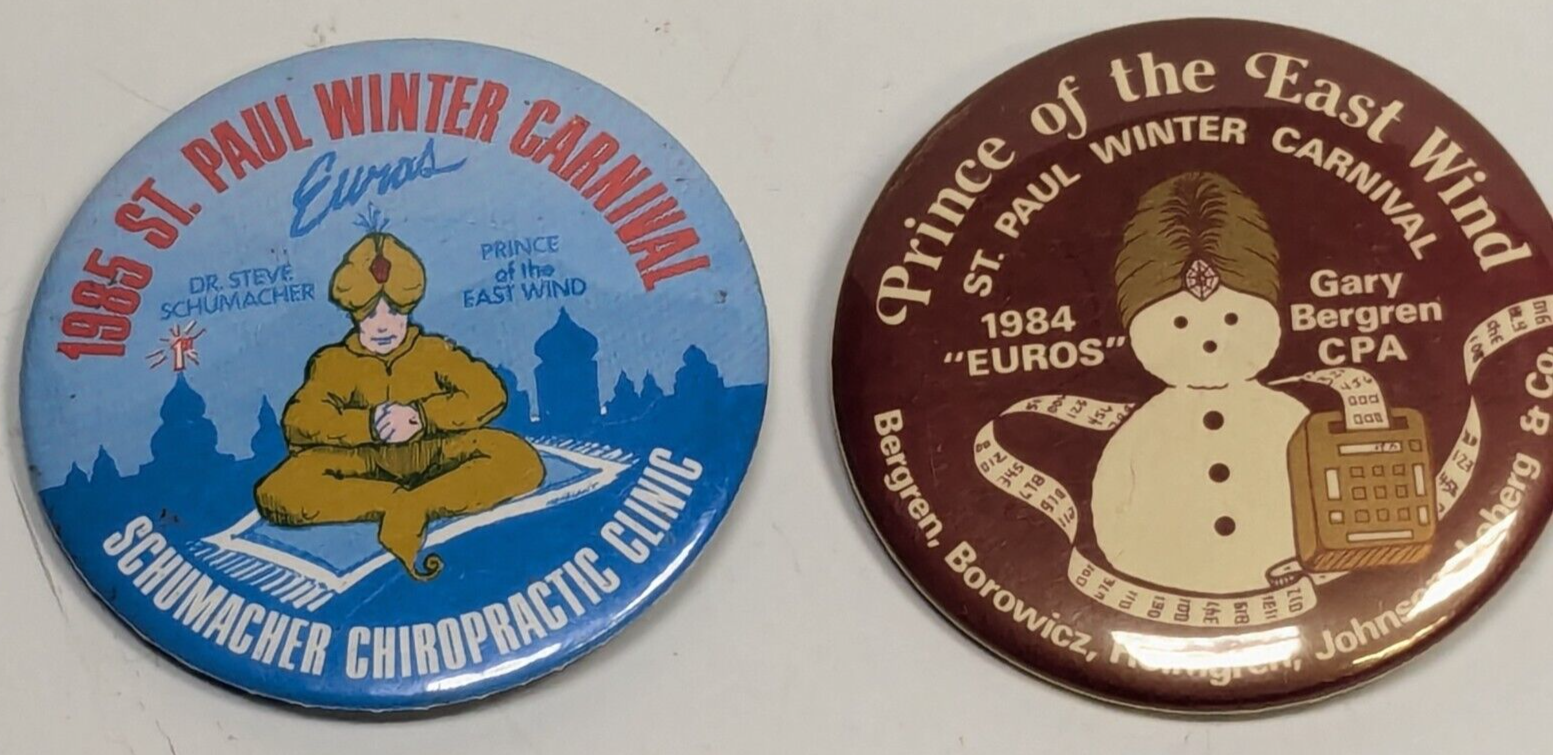 1985 ST. PAUL WINTER CARNIVAL
Euros
DR. STEVE
SCHUMACHER
PRINCE
of the
EAST WIND
1st
SCHUMACHER CHIROPRACTIC CLINIC
Prince of the East Wind
ST. PAUL WINTER CARNIVAL
1984
"EUROS"
Gary
Bergren
CPA
Bergren, Borowicz, & Co.